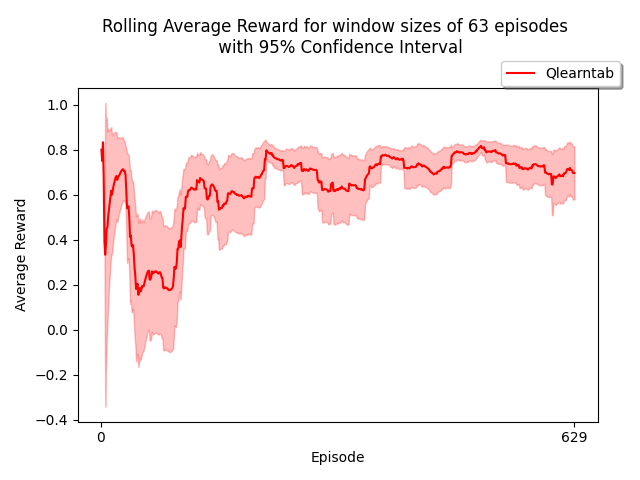 Rolling Average Reward for window sizes of 63 episodes
with 95% Confidence Interval
Qlearntab
1.0
0.8
0.6
0.4
0.2
0.0
−0.2
−0.4
Average Reward
0
629
Episode